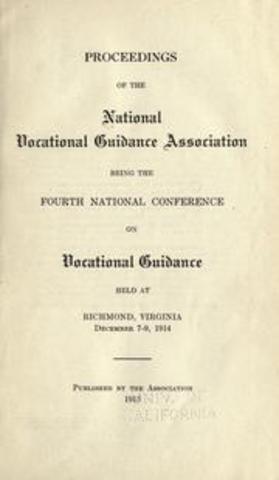 PROCEEDINGS
OF THE
National
Vocational Guidance Association
BEING THE
FOURTH NATIONAL CONFERENCE
ON
Vocational Guidance
HELD AT
RICHMOND, VIRGINIA
DECEMBER 7-9, 1914
PUBLISHED BY THE ASSOCIATION
1915
CALIFORNIA